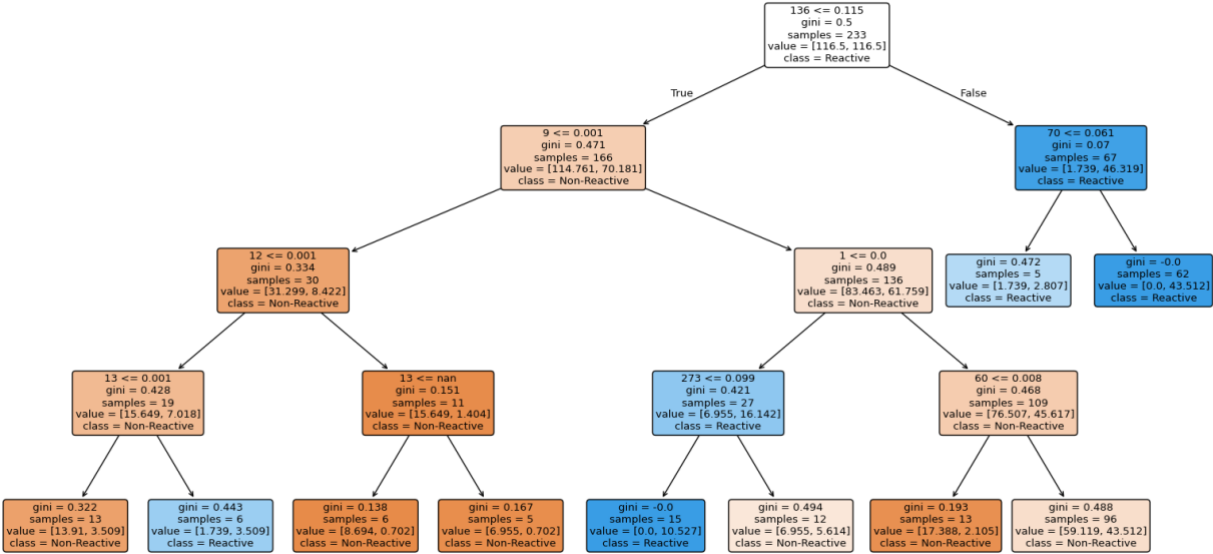 136 <= 0.115
gini = 0.5
samples = 233
value = [116.5, 116.5]
class = Reactive
True
False
9 <= 0.001
gini = 0.471
samples = 166
value = [114.761, 70.181]
class = Non-Reactive
70 <= 0.061
gini = 0.07
samples = 67
value = [1.739, 46.319]
class = Reactive
12 <= 0.001
gini = 0.334
samples = 30
value = [31.299, 8.422]
class = Non-Reactive
1 <= 0.0
gini = 0.489
samples = 136
value = [83.463, 61.759]
class = Non-Reactive
gini = 0.472
samples = 5
value = [1.739, 2.807]
class = Reactive
gini = -0.0
samples = 62
value = [0.0, 43.512]
class = Reactive
13 <= 0.001
gini = 0.428
samples = 19
value = [15.649, 7.018]
class = Non-Reactive
13 <= nan
gini = 0.151
samples = 11
value = [15.649, 1.404]
class = Non-Reactive
273 <= 0.099
gini = 0.421
samples = 27
value = [6.955, 16.142]
class = Reactive
60 <= 0.008
gini = 0.468
samples = 109
value = [76.507, 45.617]
class = Non-Reactive
gini = 0.322
samples = 13
value = [13.91, 3.509]
class = Non-Reactive
gini = 0.443
samples = 6
value = [1.739, 3.509]
class = Reactive
gini = 0.138
samples = 6
value = [8.694, 0.702]
class = Non-Reactive
gini = 0.167
samples = 5
value = [6.955, 0.702]
class = Non-Reactive
gini = -0.0
samples = 15
value = [0.0, 10.527]
class = Reactive
gini = 0.494
samples = 12
value = [6.955, 5.614]
class = Non-Reactive
gini = 0.193
samples = 13
value = [17.388, 2.105]
class = Non-Reactive
gini = 0.488
samples = 96
value = [59.119, 43.512]
class = Non-Reactive